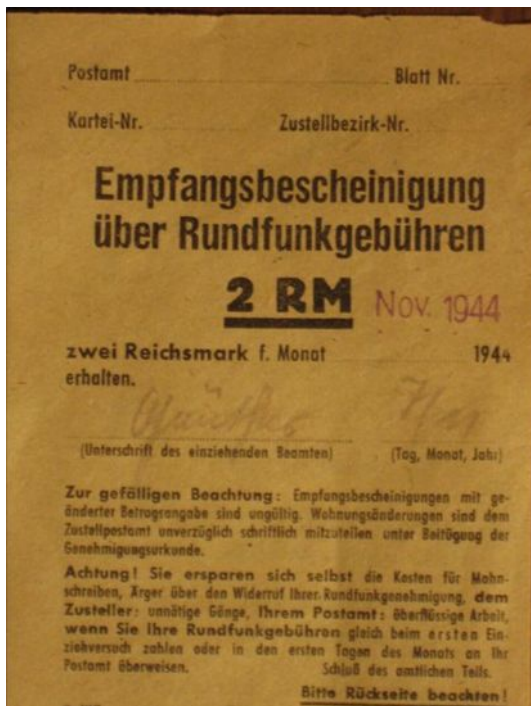 Postamt Blatt Nr.
Kartei-Nr. Zustellbezirk-Nr.
Empfangsbescheinigung
über Rundfunkgebühren
2 RM Nov. 1944
zwei Reichsmark f. Monat 1944
erhalten.
7/11
(Unterschrift des einziehenden Beamten) (Tag, Monat, Jahr)
Zur gefälligen Beachtung: Empfangsbescheinigungen mit ge-
änderter Betragsangabe sind ungültig. Wohnungsänderungen sind dem
Zustellpostamt unverzüglich schriftlich mitzuteilen unter Beifügung der
Genehmigungsurkunde.
Achtung! Sie ersparen sich selbst die Kosten für Mahn-
schreiben, Ärger über den Widerruf Ihrer Rundfunkgenehmigung, dem
Zusteller: unnötige Gänge, Ihrem Postamt: überflüssige Arbeit,
wenn Sie Ihre Rundfunkgebühren gleich beim ersten Ein-
ziehversuch zahlen oder in den ersten Tagen des Monats an Ihr
Postamt überweisen. Schluß des amtlichen Teils.
Bitte Rückseite beachten!